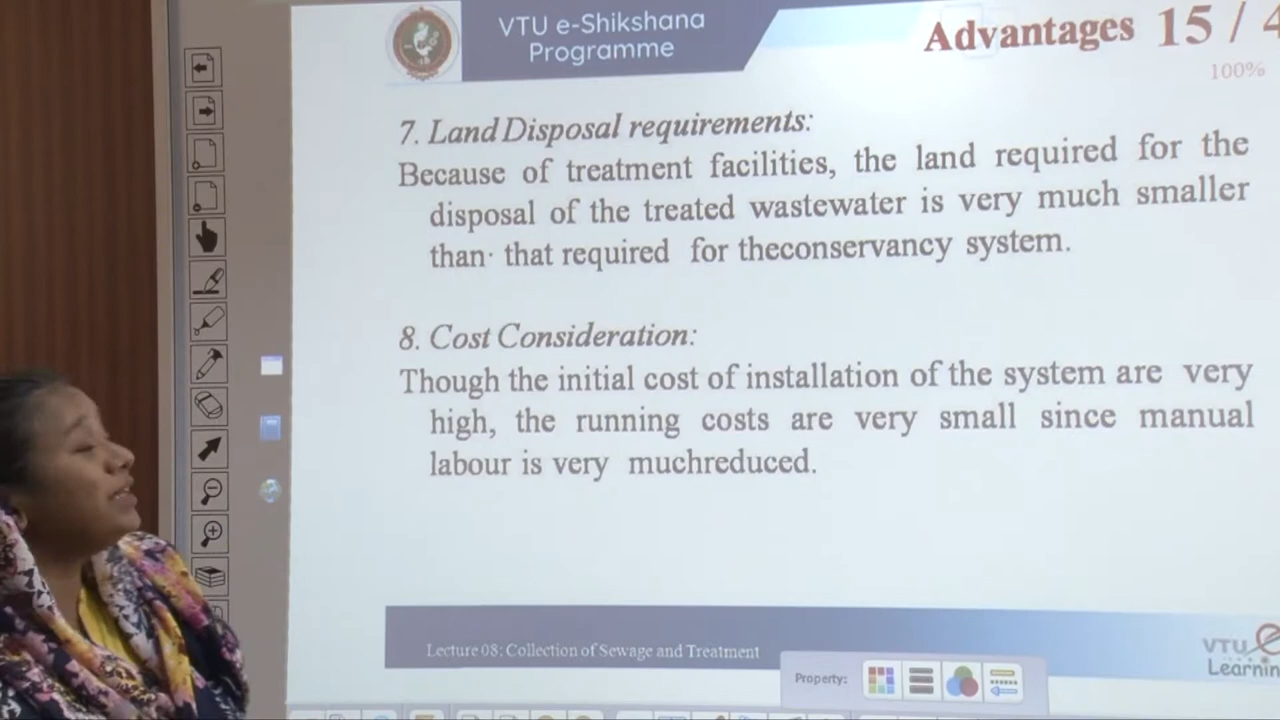 VTU e-Shikshana
Programme
Advantages 15 / 4
100%
7. Land Disposal requirements:
Because of treatment facilities, the land required for the
disposal of the treated wastewater is very much smaller
than· that required for theconservancy system.
8. Cost Consideration:
Though the initial cost of installation of the system are very
high, the running costs are very small since manual
labour is very muchreduced.
Lecture 08: Collection of Sewage and Treatment
VTU
Learnin
Property: